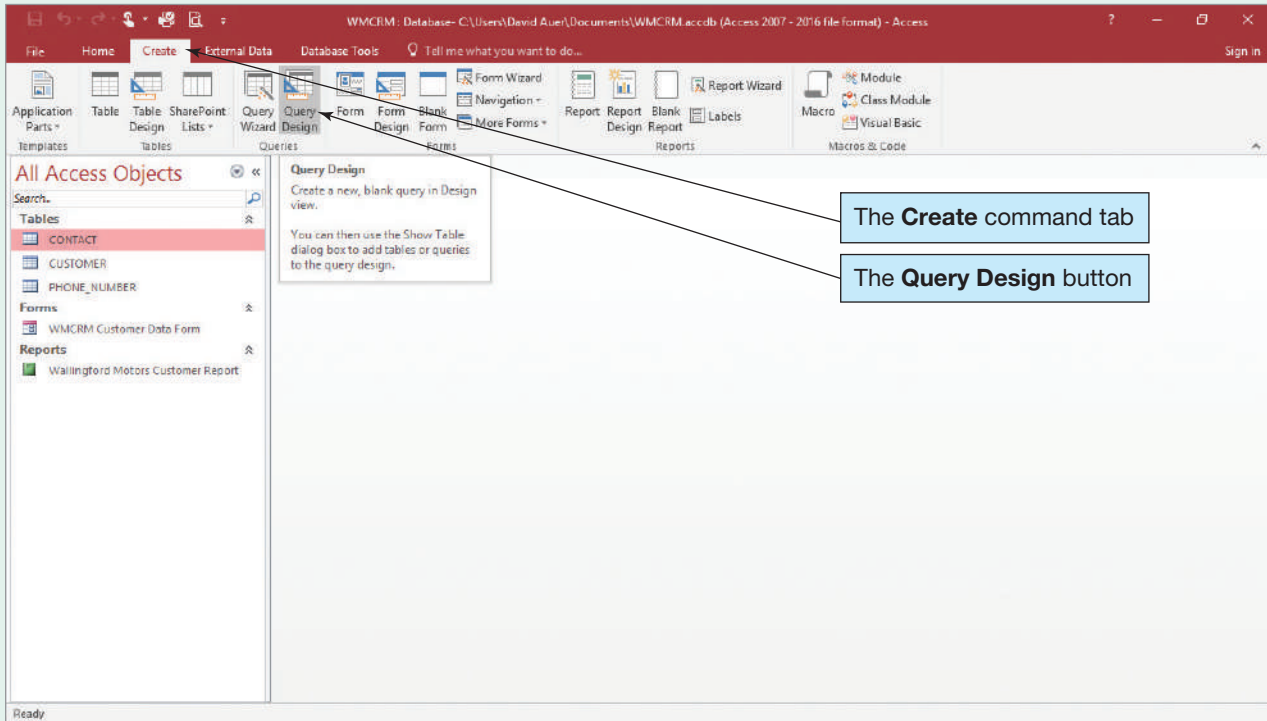 WMCRM : Database- C:\Users\David Auer\Documents\WMCRM.accdb (Access 2007 - 2016 file format) - Access
File Home Create External Data Database Tools Tell me what you want to do... Sign in
Application Parts
Table
Table Design
SharePoint Lists
Query Wizard
Query Design
Form
Form Design
Blank Form
Form Wizard
Navigation
More Forms
Report
Report Design
Blank Report
Report Wizard
Labels
Macro
Module
Class Module
Visual Basic
Templates Tables Queries Forms Reports Macros & Code
All Access Objects
Search..
Tables
CONTACT
CUSTOMER
PHONE_NUMBER
Forms
WMCRM Customer Data Form
Reports
Wallingford Motors Customer Report
Query Design
Create a new, blank query in Design
view.
You can then use the Show Table
dialog box to add tables or queries
to the query design.
The Create command tab
The Query Design button
Ready